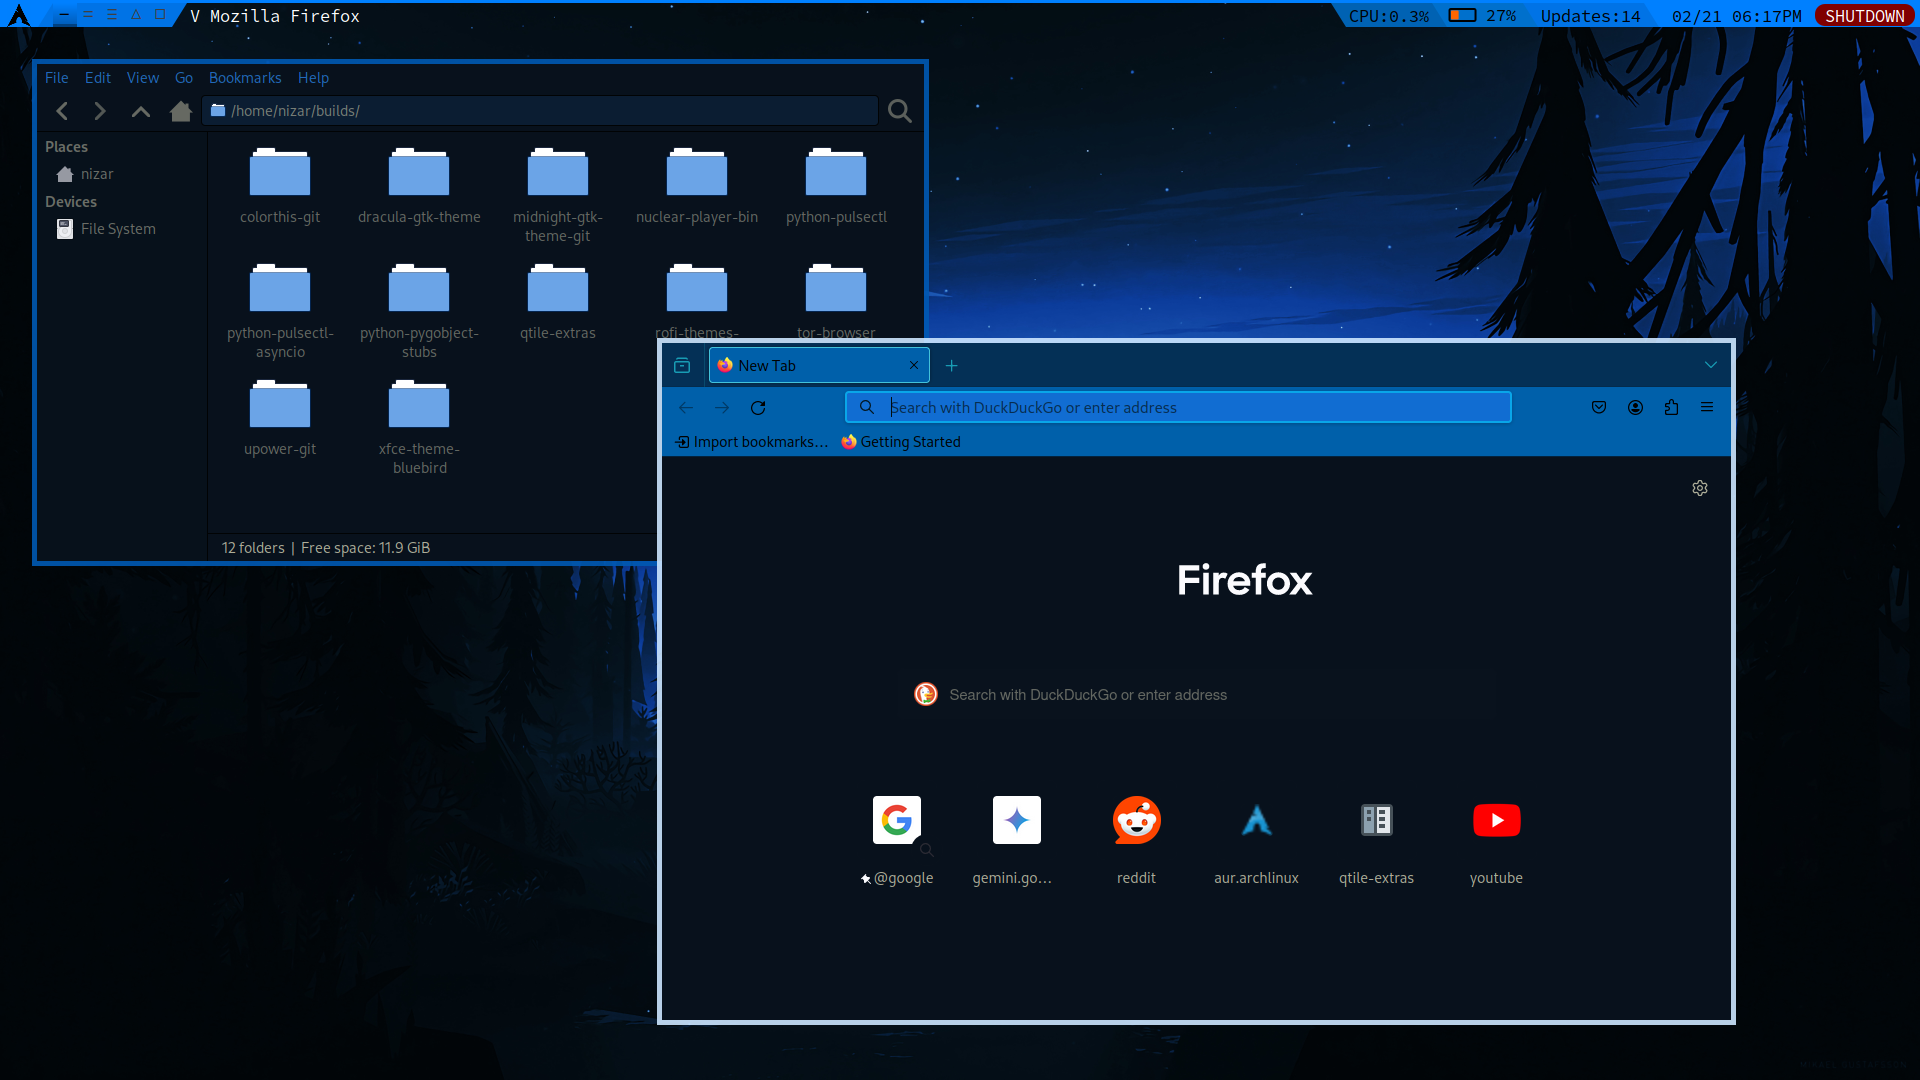 V Mozilla Firefox
CPU:0.3% 27% Updates:14 02/21 06:17PM SHUTDOWN
File Edit View Go Bookmarks Help
/home/nizar/builds/
Places
nizar
Devices
File System
colorthis-git dracula-gtk-theme midnight-gtk- nuclear-player-bin python-pulsectl
theme-git
python-pulsectl- python-pygobject- qtile-extras rofi-themes- tor-browser
asyncio stubs
upower-git xfce-theme-
bluebird
12 folders | Free space: 11.9 GiB
New Tab
Search with DuckDuckGo or enter address
Import bookmarks... Getting Started
Firefox
Search with DuckDuckGo or enter address
@google gemini.go... reddit aur.archlinux qtile-extras youtube